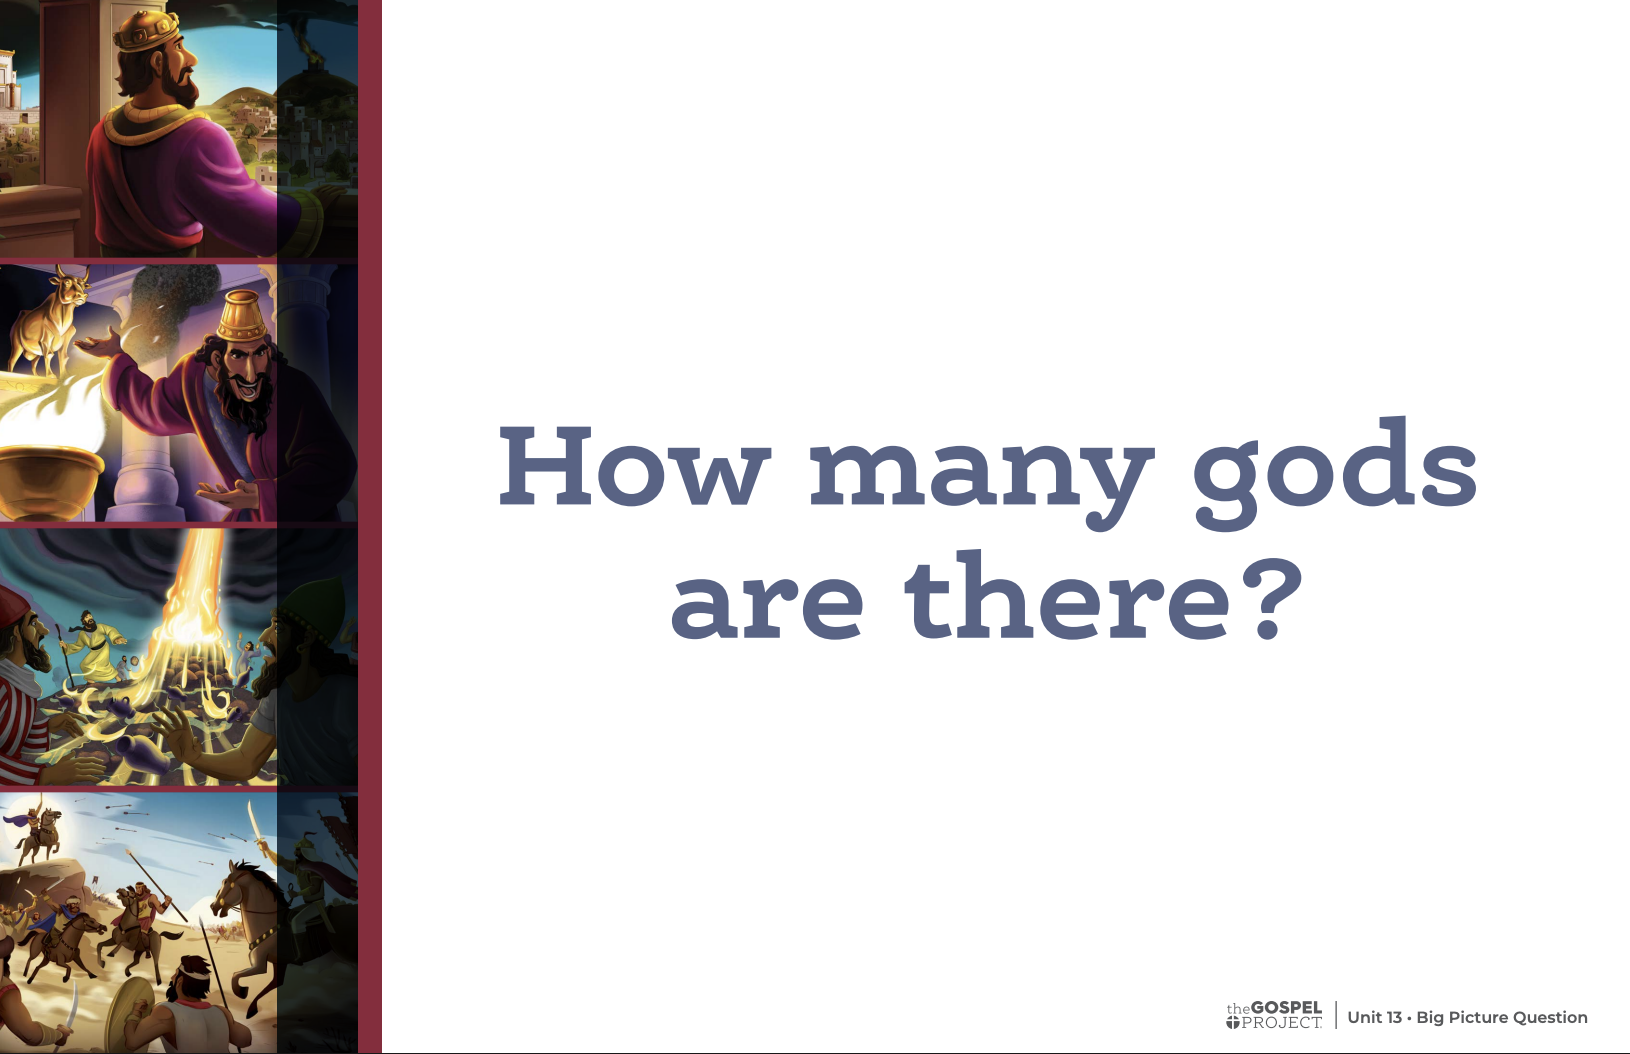 How many gods
are there?
theGOSPEL
PROJECT.
Unit 13 • Big Picture Question